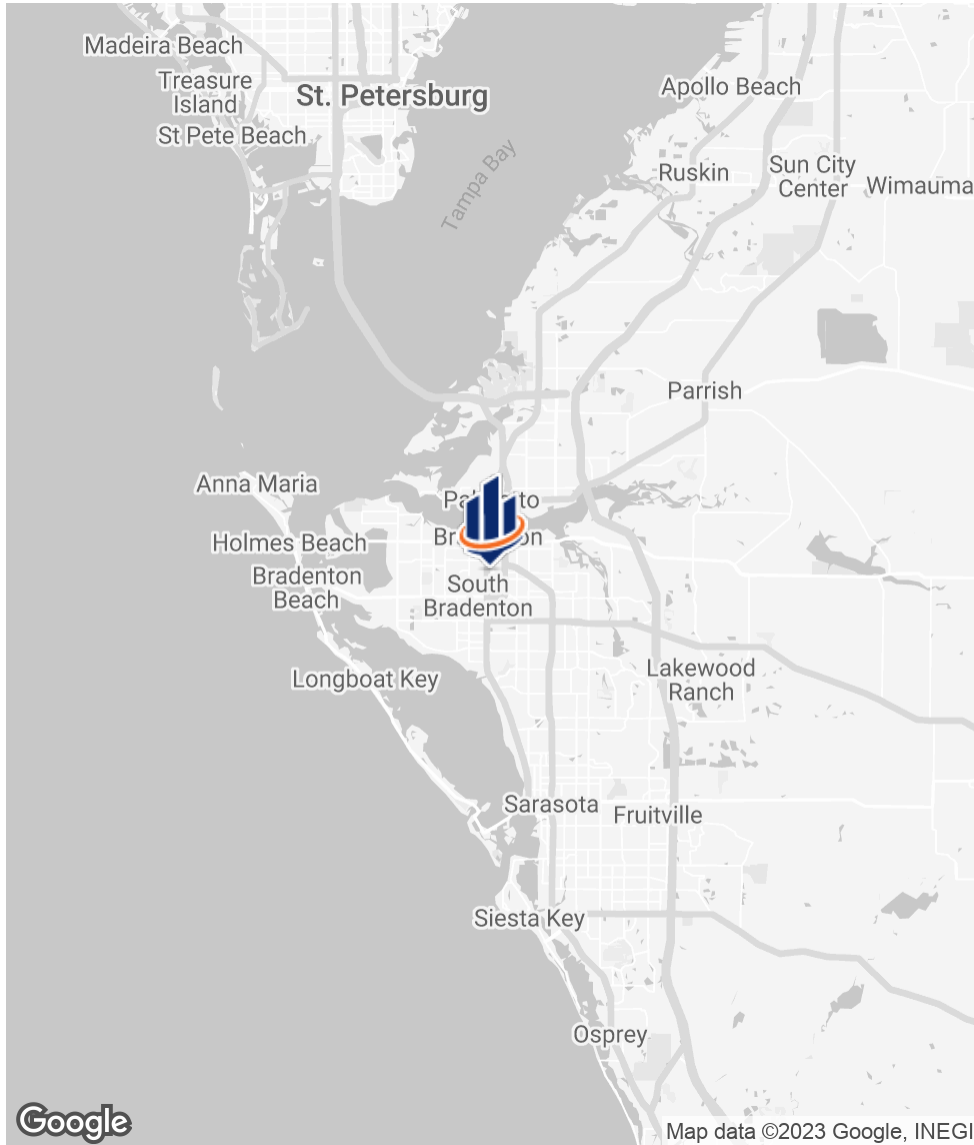 Madeira Beach
Treasure
Island
St. Petersburg
St Pete Beach
Apollo Beach
Tampa Bay
Ruskin
Sun City
Center
Wimauma
Parrish
Anna Maria
Holmes Beach
Bradenton
Beach
South
Bradenton
Longboat Key
Lakewood
Ranch
Sarasota
Fruitville
Siesta Key
Osprey
Google
Map data ©2023 Google, INEGI